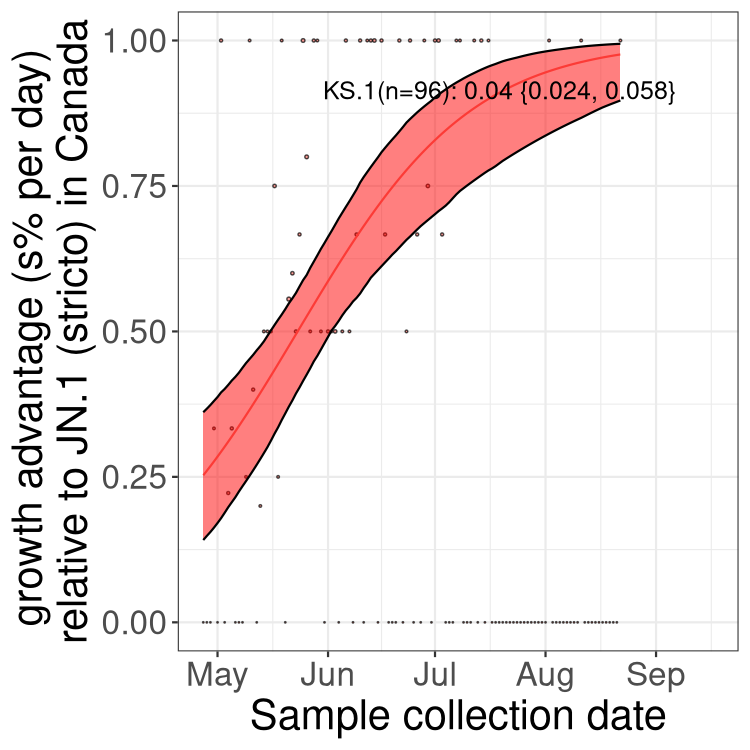 growth advantage (s% per day)
relative to JN.1 (stricto) in Canada
1.00
0.75
0.50
0.25
0.00
KS.1(n=96): 0.04 {0.024, 0.058}
May Jun Jul Aug Sep
Sample collection date